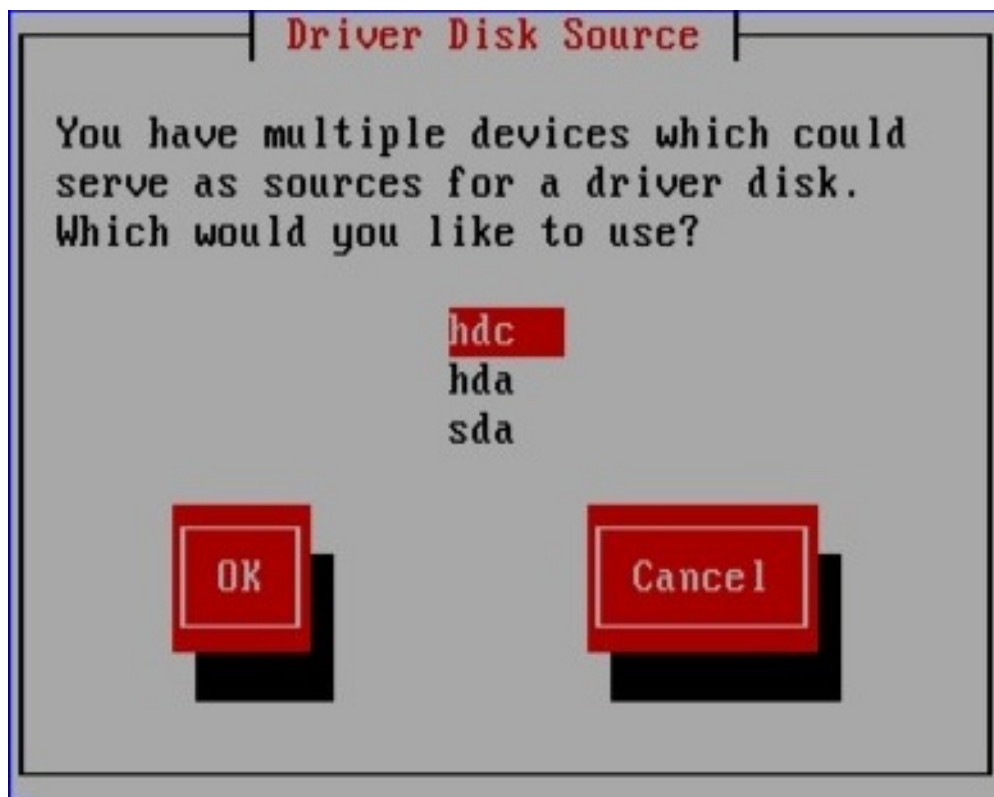 Driver Disk Source
You have multiple devices which could
serve as sources for a driver disk.
Which would you like to use?
hdc
hda
sda
OK
Cancel